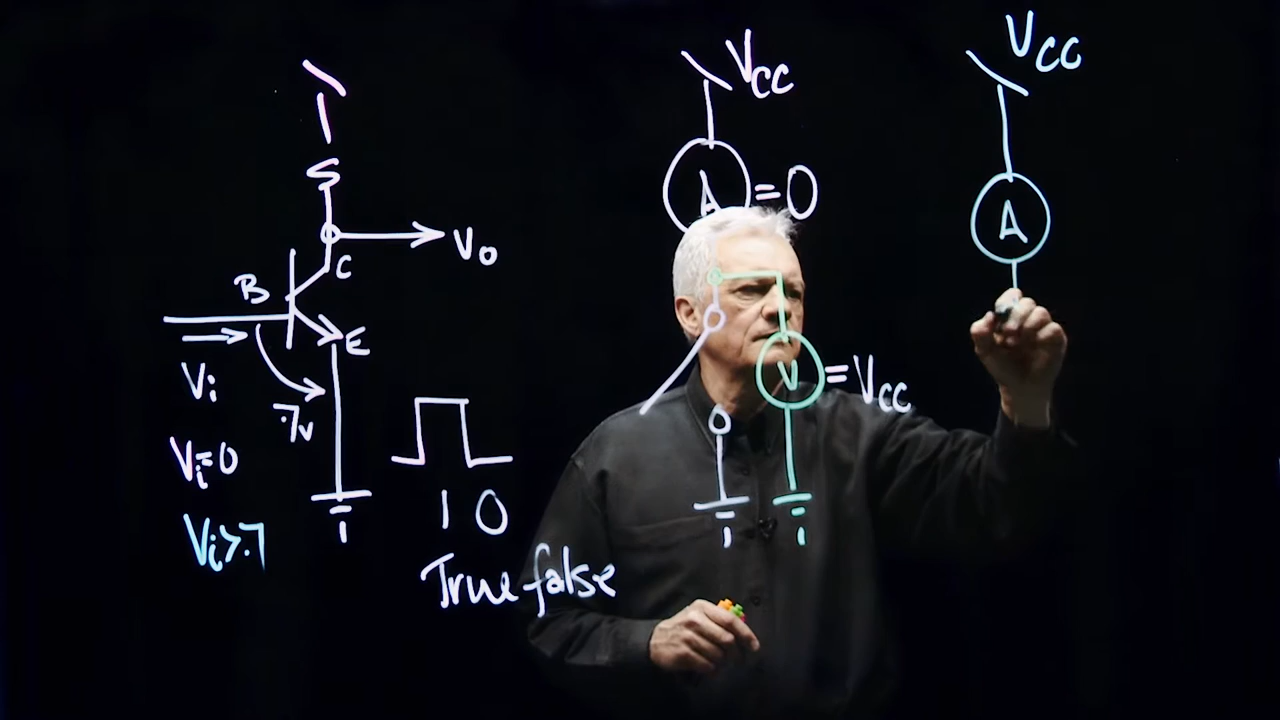 C
B
E
Vo
Vi
.7v
Vi=0
Vi>.7
1 0
True false
Vcc
A =0
V =Vcc
Vcc
A